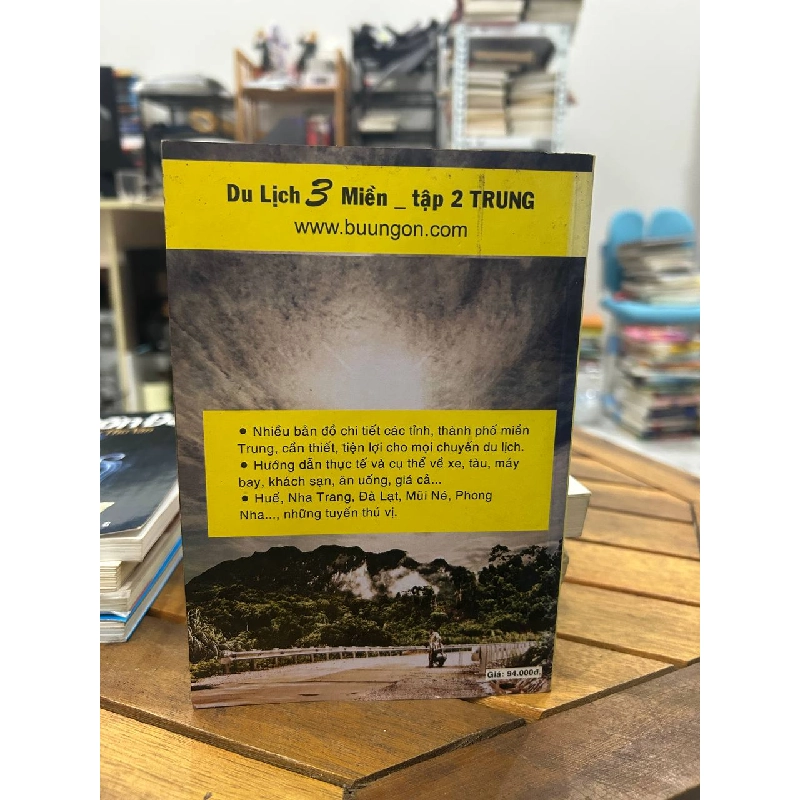 Du Lịch 3 Miền _ tập 2 TRUNG
www.buungon.com
• Nhiều bản đồ chi tiết các tỉnh, thành phố miền
Trung, cần thiết, tiện lợi cho mọi chuyến du lịch.
• Hướng dẫn thực tế và cụ thể về xe, tàu, máy
bay, khách sạn, ăn uống, giá cả...
• Huế, Nha Trang, Đà Lạt, Mũi Né, Phong
Nha..., những tuyến thú vị.
Giá: 94.000đ.